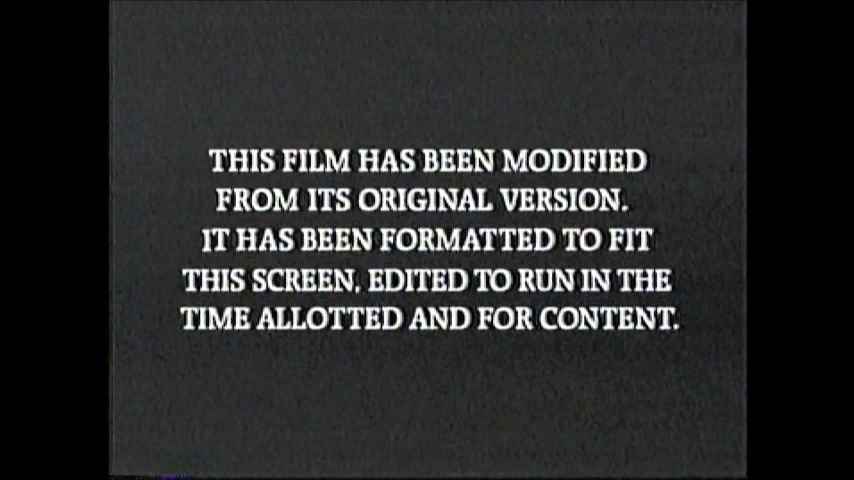 THIS FILM HAS BEEN MODIFIED
FROM ITS ORIGINAL VERSION.
IT HAS BEEN FORMATTED TO FIT
THIS SCREEN, EDITED TO RUN IN THE
TIME ALLOTTED AND FOR CONTENT.